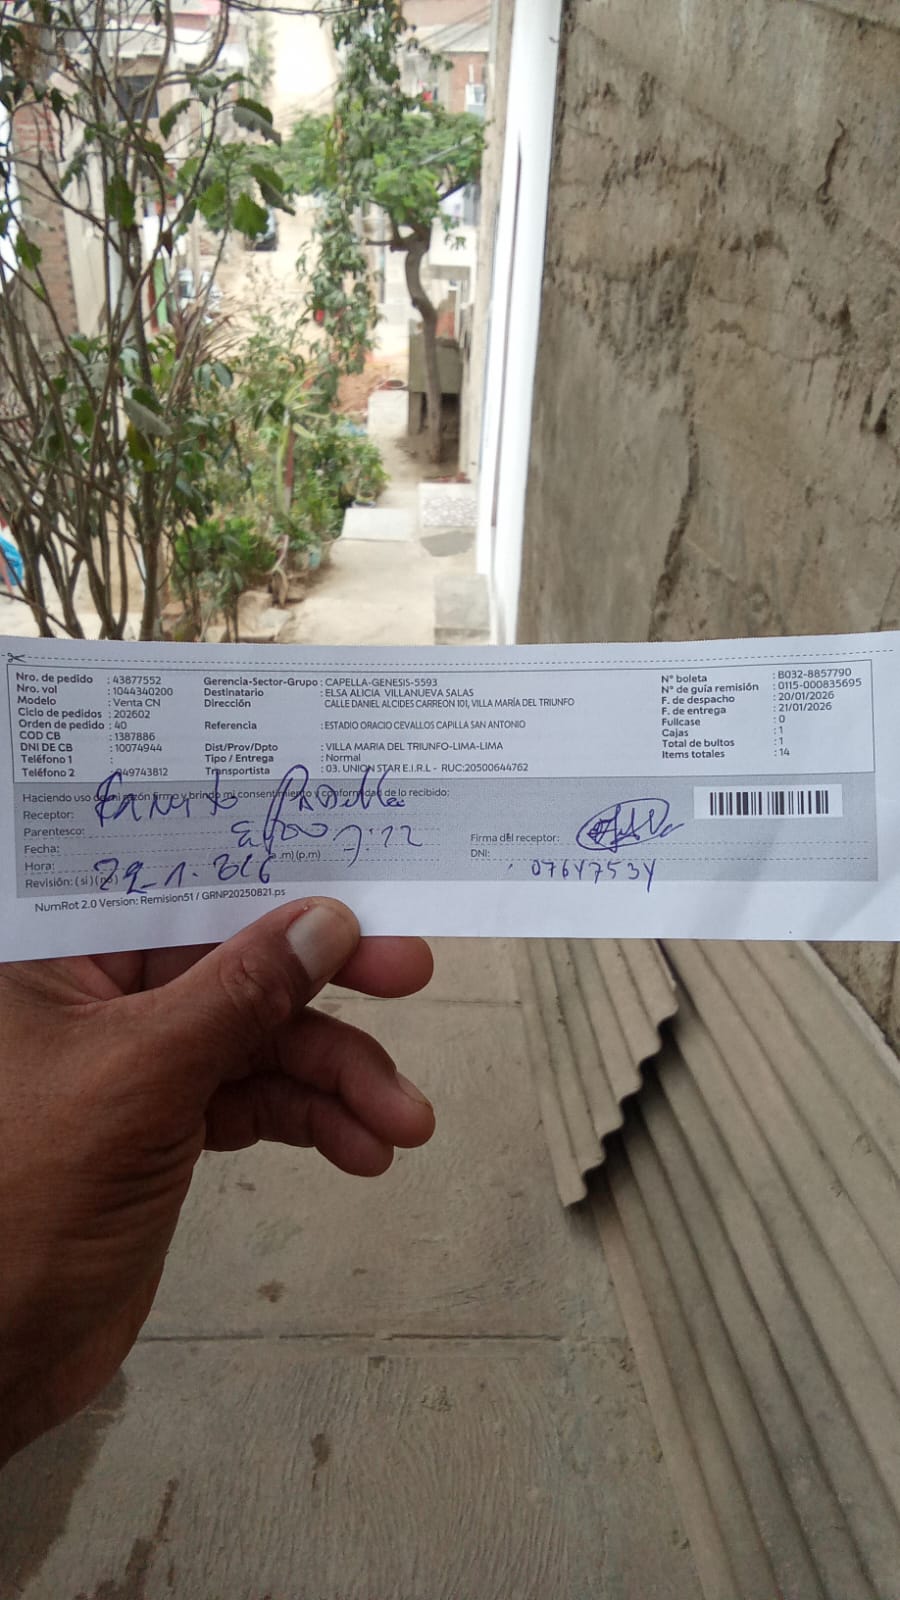 Nro. de pedido : 43877552
Nro. vol : 1044340200
Modelo : Venta CN
Ciclo de pedidos : 202602
Orden de pedido : 40
COD CB : 1387886
DNI DE CB : 10074944
Teléfono 1 :
Teléfono 2 : 949743812
Gerencia-Sector-Grupo : CAPELLA-GENESIS-5593
Destinatario : ELSA ALICIA VILLANUEVA SALAS
Dirección : CALLE DANIEL ALCIDES CARREON 101, VILLA MARÍA DEL TRIUNFO
Referencia : ESTADIO ORACIO CEVALLOS CAPILLA SAN ANTONIO
Dist/Prov/Dpto : VILLA MARIA DEL TRIUNFO-LIMA-LIMA
Tipo / Entrega : Normal
Transportista : 03. UNION STAR E.I.R.L - RUC:20500644762
N° boleta : B032-8857790
N° de guía remisión : 0115-000835695
F. de despacho : 20/01/2026
F. de entrega : 21/01/2026
Fullcase : 0
Cajas : 1
Total de bultos : 1
Items totales : 14
Haciendo uso de mi razón firmo y brindo mi consentimiento y conformidad de lo recibido:
Receptor:
Parentesco:
Fecha: 7:22
Hora: (a.m)(p.m)
Revisión: (si)(no)
Firma del receptor:
DNI: 07647534
NumRot 2.0 Version: Remision51 / GRNP20250821.ps